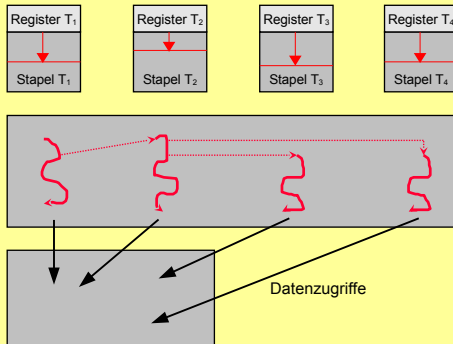 Register T1
Register T2
Register T3
Register T4
Stapel T1
Stapel T2
Stapel T3
Stapel T4
Datenzugriffe